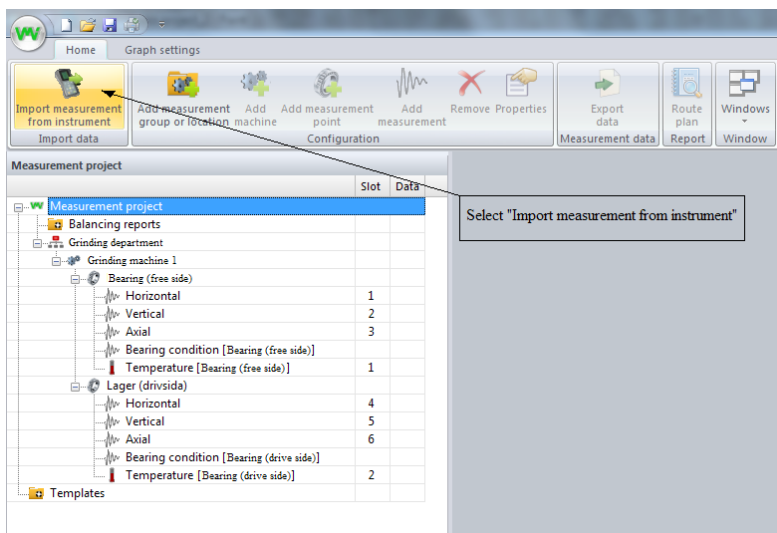 Home Graph settings
Import measurement from instrument
Add measurement group or location
Add machine
Add measurement point
Add measurement
Remove
Properties
Export data
Route plan
Windows
Import data
Configuration
Measurement data
Report
Window
Measurement project
Slot Data
Measurement project
Select "Import measurement from instrument"
Balancing reports
Grinding department
Grinding machine 1
Bearing (free side)
Horizontal 1
Vertical 2
Axial 3
Bearing condition [Bearing (free side)]
Temperature [Bearing (free side)] 1
Lager (drivsida)
Horizontal 4
Vertical 5
Axial 6
Bearing condition [Bearing (drive side)]
Temperature [Bearing (drive side)] 2
Templates